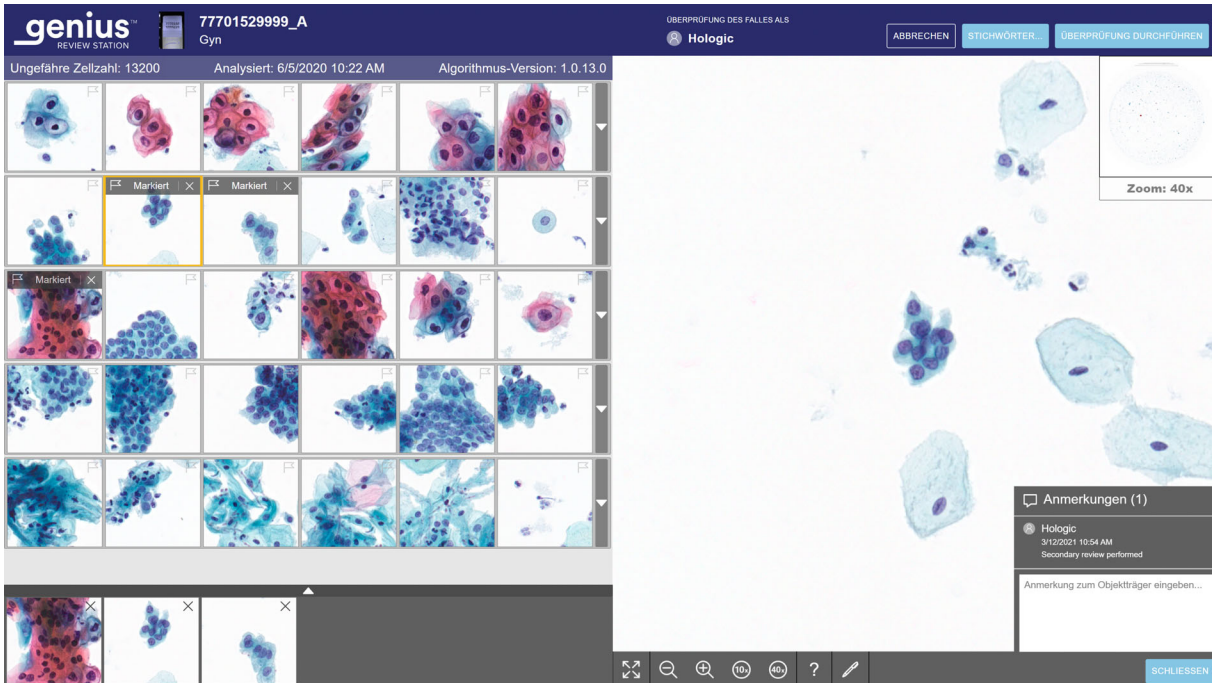 genius™
REVIEW STATION
77701529999_A
Gyn
ÜBERPRÜFUNG DES FALLES ALS
Hologic
ABBRECHEN
STICHWÖRTER...
ÜBERPRÜFUNG DURCHFÜHREN
Ungefähre Zellzahl: 13200 Analysiert: 6/5/2020 10:22 AM Algorithmus-Version: 1.0.13.0
Markiert
Markiert
Markiert
Zoom: 40x
Anmerkungen (1)
Hologic
3/12/2021 10:54 AM
Secondary review performed
Anmerkung zum Objektträger eingeben...
10x
40x
?
SCHLIESSEN